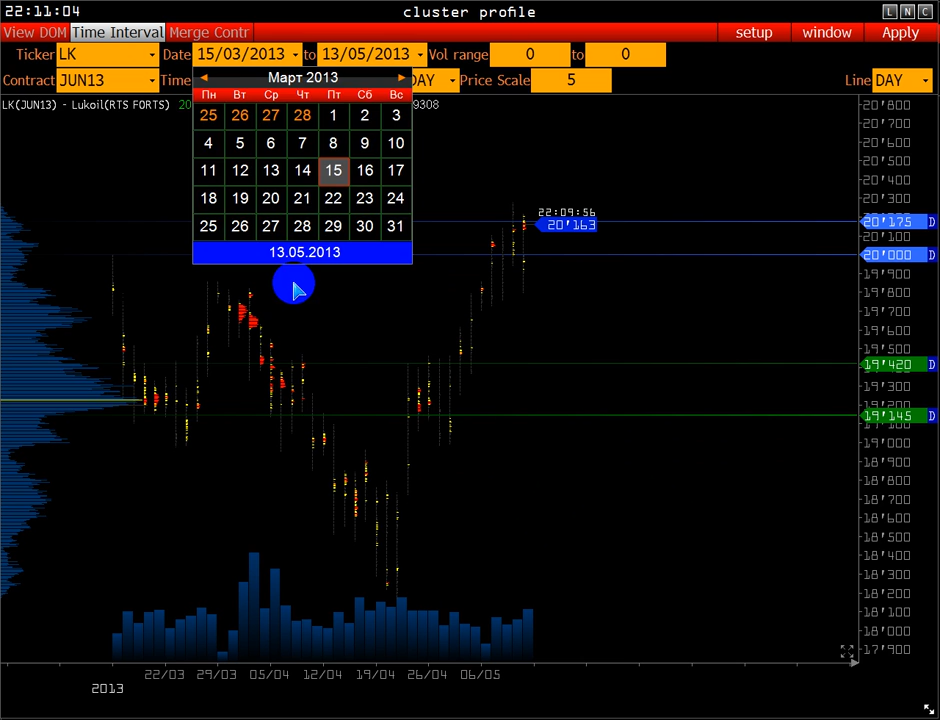 22:11:04 cluster profile L N C
View DOM Time Interval Merge Contr setup window Apply
Ticker LK Date 15/03/2013 to 13/05/2013 Vol range 0 to 0
Contract JUN13 Time DAY Price Scale 5 Line DAY
Март 2013
LK(JUN13) - Lukoil(RTS FORTS) 20 9308
Пн Вт Ср Чт Пт Сб Вс
25 26 27 28 1 2 3
4 5 6 7 8 9 10
11 12 13 14 15 16 17
18 19 20 21 22 23 24
25 26 27 28 29 30 31
13.05.2013
22:09:56
20'163
20'800
20'700
20'600
20'500
20'400
20'300
20'175 D
20'100
20'000 D
19'900
19'800
19'700
19'600
19'500
19'420 D
19'300
19'200
19'145 D
19'000
18'900
18'800
18'700
18'600
18'500
18'400
18'300
18'200
18'100
18'000
17'900
22/03 29/03 05/04 12/04 19/04 26/04 06/05
2013